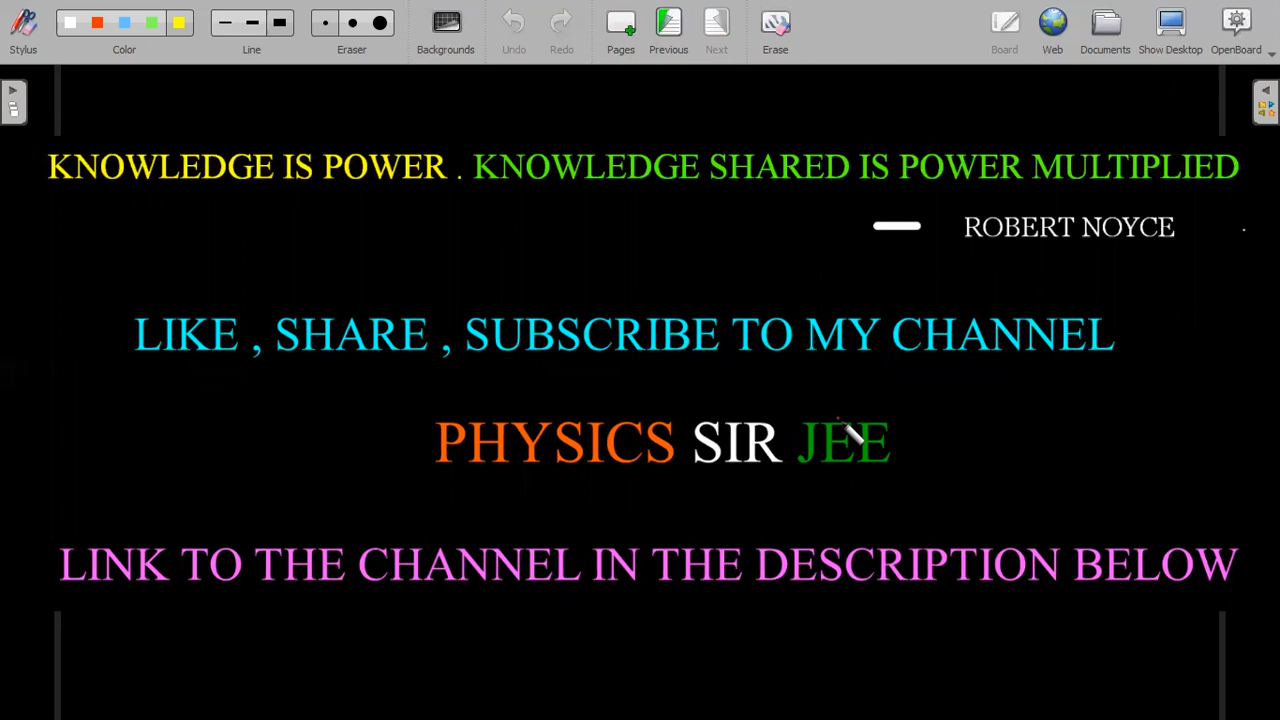 Stylus Color Line Eraser Backgrounds Undo Redo Pages Previous Next Erase Board Web Documents Show Desktop OpenBoard
KNOWLEDGE IS POWER . KNOWLEDGE SHARED IS POWER MULTIPLIED
— ROBERT NOYCE .
LIKE , SHARE , SUBSCRIBE TO MY CHANNEL
PHYSICS SIR JEE
LINK TO THE CHANNEL IN THE DESCRIPTION BELOW